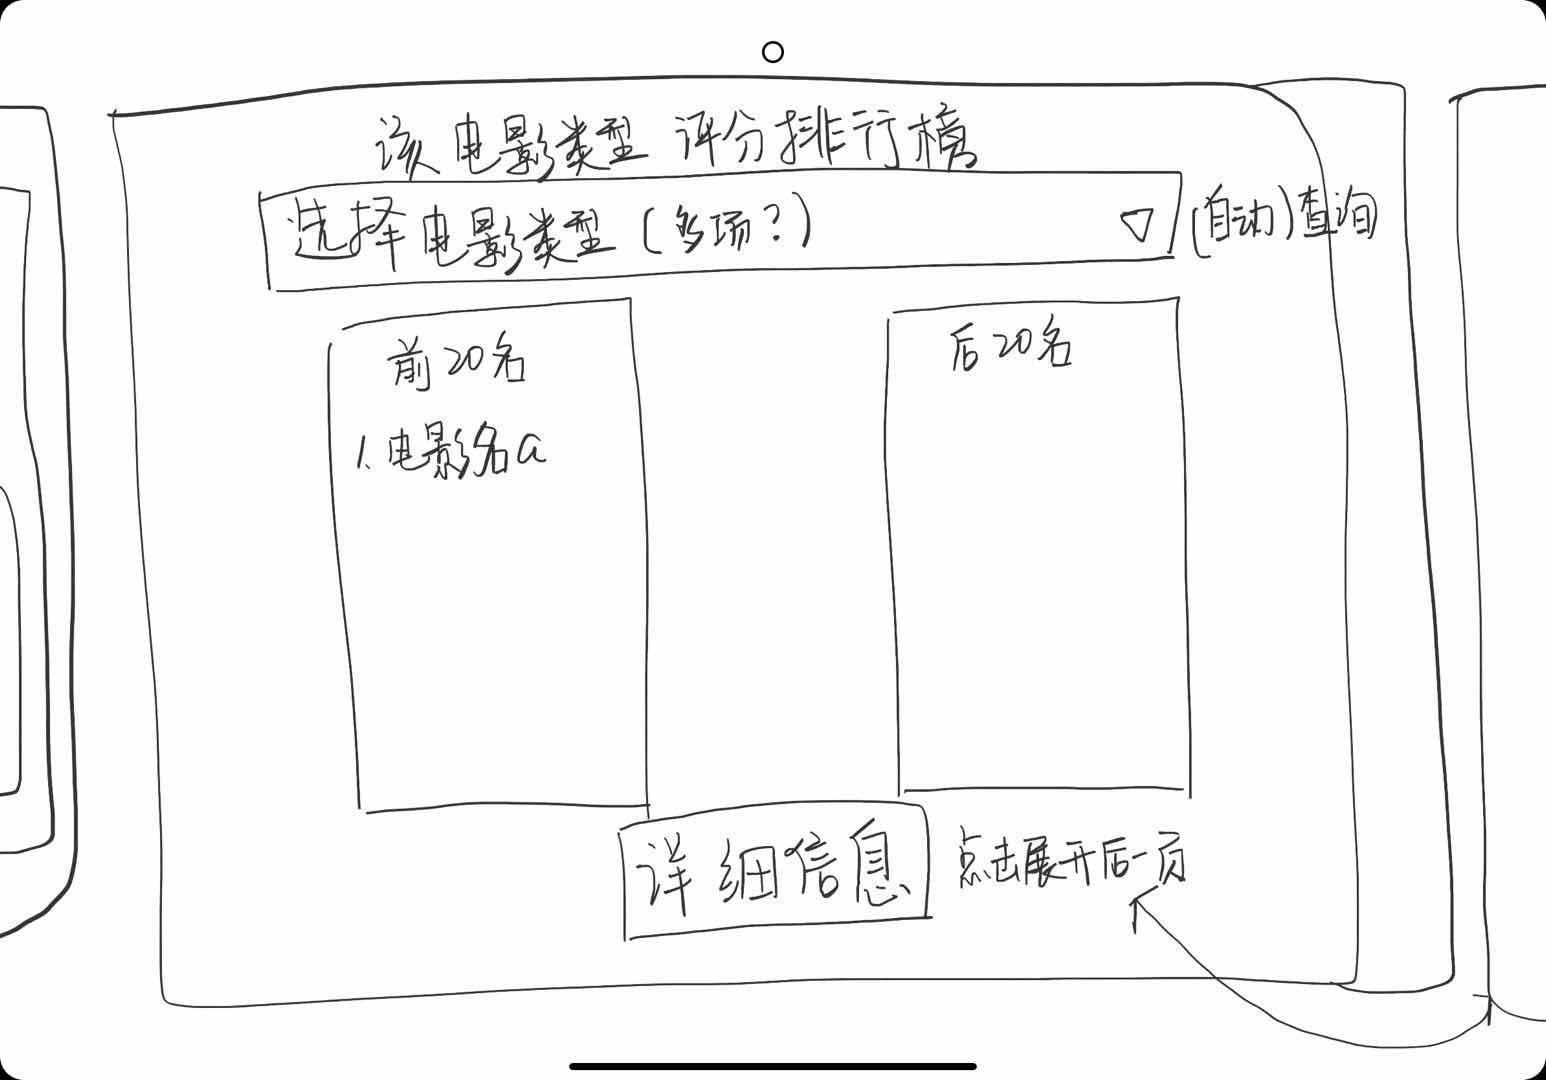 该电影类型 评分排行榜
选择电影类型(多场?)
(自动)查询
前20名
1.电影名a
后20名
详细信息
点击展开后一页